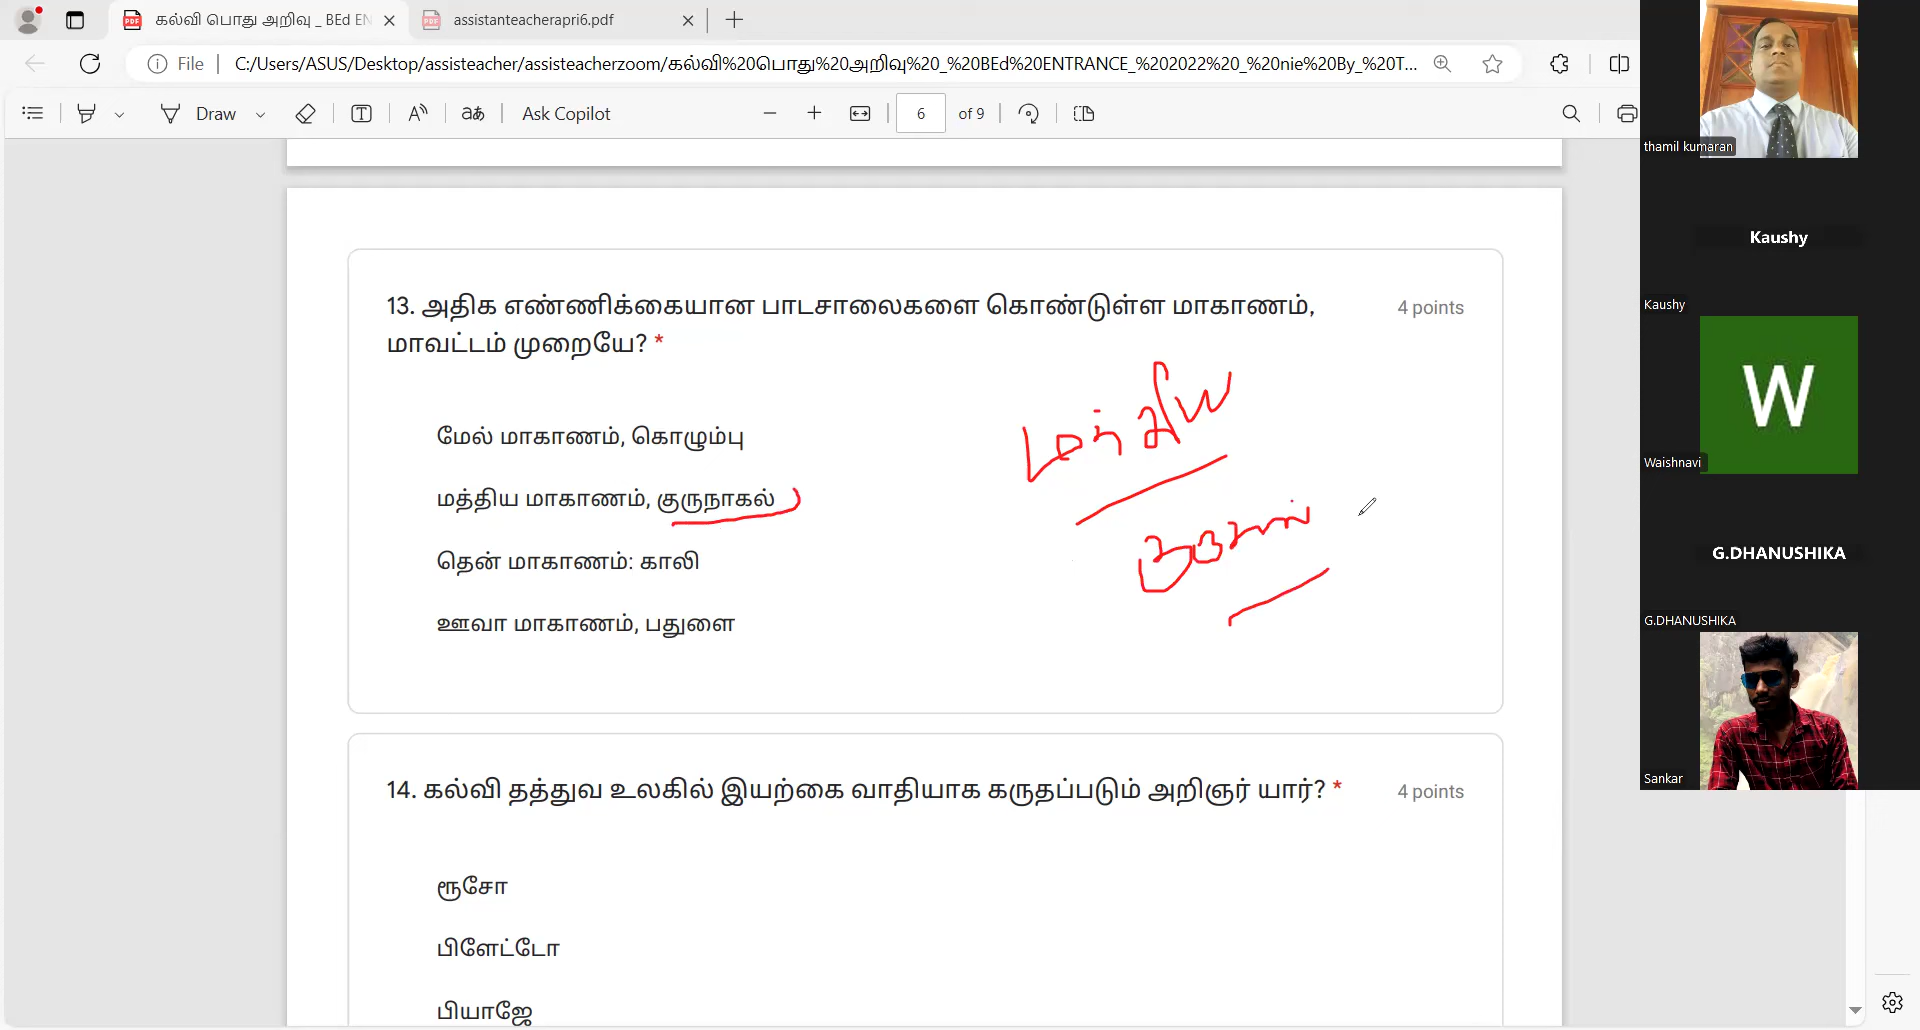 கல்வி பொது அறிவு _ BEd EN
assistanteacherapri6.pdf
File
C:/Users/ASUS/Desktop/assisteacher/assisteacherzoom/கல்வி%20பொது%20அறிவு%20_%20BEd%20ENTRANCE_%202022%20_%20nie%20By_%20T...
Draw
Ask Copilot
6 of 9
13. அதிக எண்ணிக்கையான பாடசாலைகளை கொண்டுள்ள மாகாணம்,
மாவட்டம் முறையே? *
4 points
மேல் மாகாணம், கொழும்பு
மத்திய மாகாணம், குருநாகல்
தென் மாகாணம்: காலி
ஊவா மாகாணம், பதுளை
14. கல்வி தத்துவ உலகில் இயற்கை வாதியாக கருதப்படும் அறிஞர் யார்? *
4 points
ரூசோ
பிளேட்டோ
பியாஜே
thamil kumaran
Kaushy
Kaushy
W
Waishnavi
G.DHANUSHIKA
G.DHANUSHIKA
Sankar